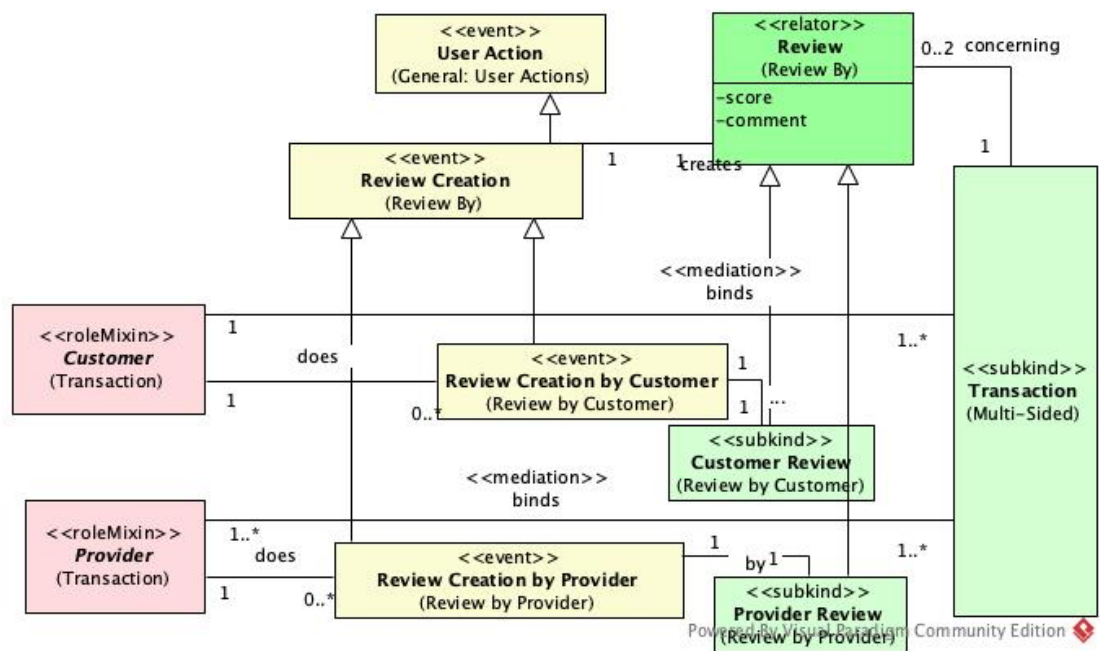 <<event>>
User Action
(General: User Actions)
<<relator>>
Review
(Review By)
-score
-comment
0..2 concerning
1
<<event>>
Review Creation
(Review By)
1
1
creates
<<mediation>>
binds
<<roleMixin>>
Customer
(Transaction)
1
1..*
does
1
0..*
<<event>>
Review Creation by Customer
(Review by Customer)
1
1
...
<<subkind>>
Transaction
(Multi-Sided)
<<subkind>>
Customer Review
(Review by Customer)
<<mediation>>
binds
<<roleMixin>>
Provider
(Transaction)
1..*
1..*
does
1
0..*
<<event>>
Review Creation by Provider
(Review by Provider)
1
by 1
<<subkind>>
Provider Review
(Review by Provider)
Powered By Visual Paradigm Community Edition